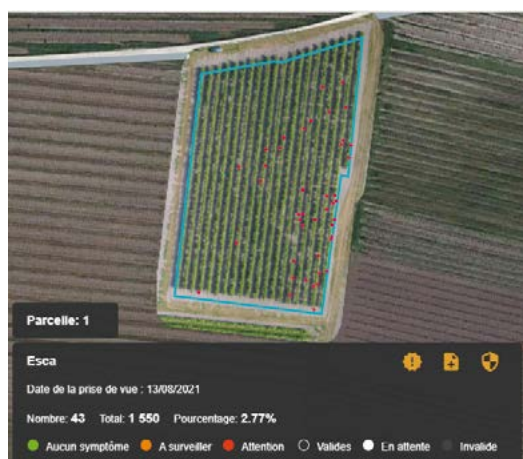 Parcelle: 1
Esca
Date de la prise de vue : 13/08/2021
Nombre: 43 Total: 1 550 Pourcentage: 2.77%
Aucun symptôme A surveiller Attention Valides En attente Invalide